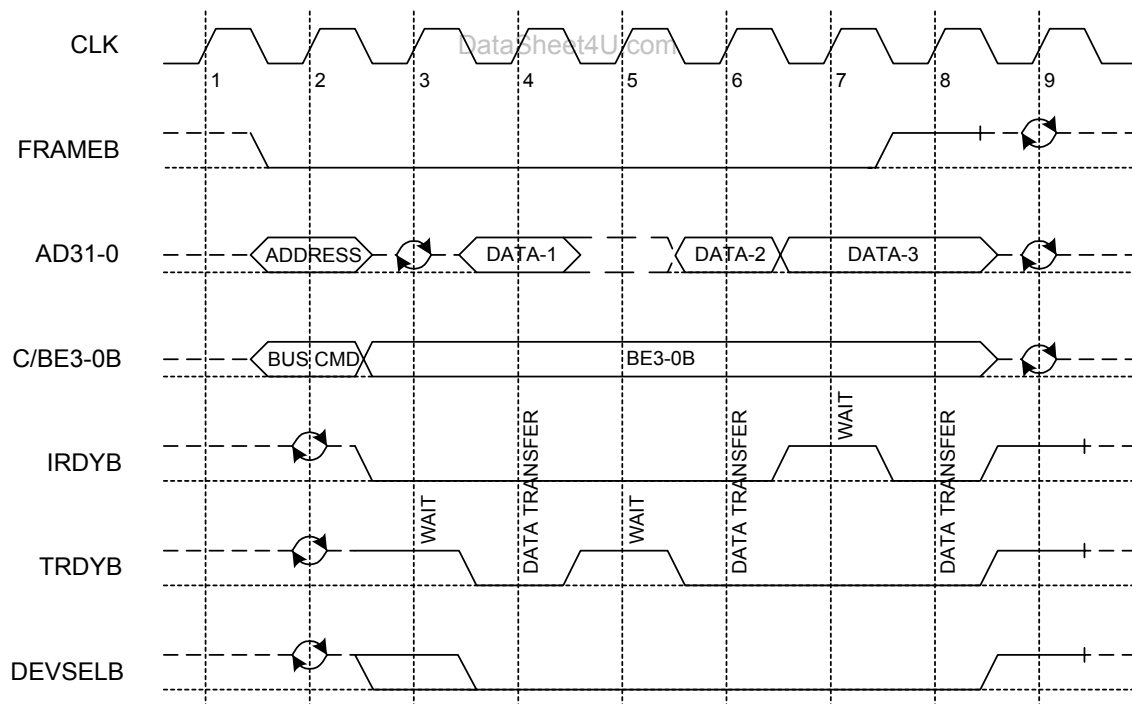 CLK
DataSheet4U.com
1 2 3 4 5 6 7 8 9
FRAMEB
AD31-0
ADDRESS DATA-1 DATA-2 DATA-3
C/BE3-0B
BUS CMD BE3-0B
IRDYB
WAIT
DATA TRANSFER
WAIT
DATA TRANSFER
WAIT
DATA TRANSFER
TRDYB
DEVSELB